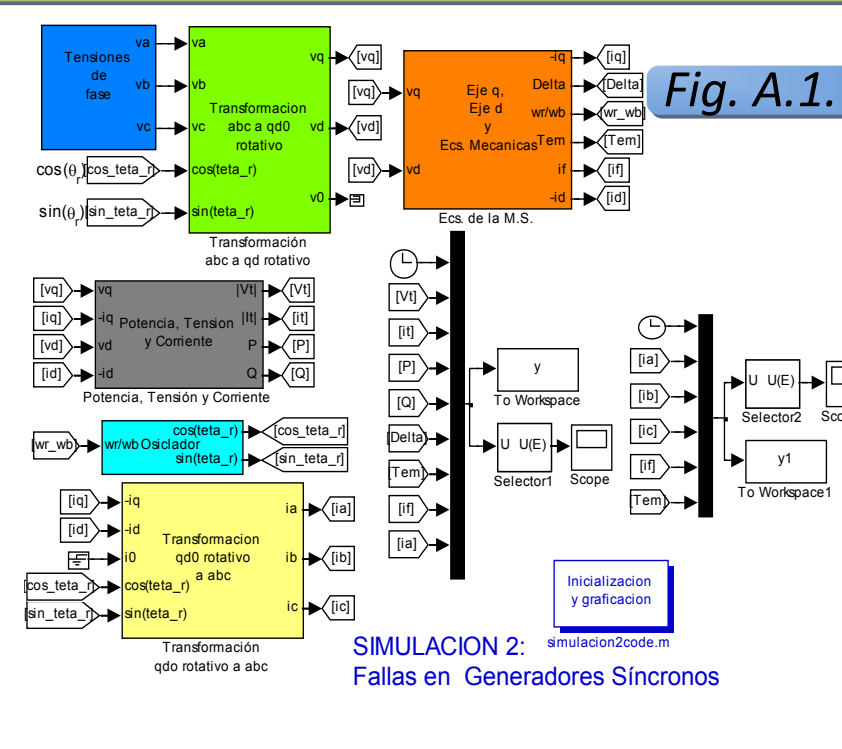 Tensiones
de
fase
va
vb
vc
va
vb
vc
cos(teta_r)
sin(teta_r)
Transformacion
abc a qd0
rotativo
vq
vd
v0
[vq]
[vd]
cos(θr)
[cos_teta_r]
sin(θr)
[sin_teta_r]
Transformación
abc a qd rotativo
[vq]
[vd]
vq
vd
Eje q,
Eje d
y
Ecs. Mecanicas
-iq
Delta
wr/wb
Tem
if
-id
[iq]
[Delta]
[wr_wb]
[Tem]
[if]
[id]
Ecs. de la M.S.
Fig. A.1.
[vq]
[iq]
[vd]
[id]
vq
-iq
vd
-id
Potencia, Tension
y Corriente
|Vt|
|It|
P
Q
[Vt]
[it]
[P]
[Q]
Potencia, Tensión y Corriente
[wr_wb]
wr/wb Osiclador
cos(teta_r)
sin(teta_r)
[cos_teta_r]
[sin_teta_r]
[iq]
[id]
[cos_teta_r]
[sin_teta_r]
-iq
-id
i0
cos(teta_r)
sin(teta_r)
Transformacion
qd0 rotativo
a abc
ia
ib
ic
[ia]
[ib]
[ic]
Transformación
qdo rotativo a abc
[Vt]
[it]
[P]
[Q]
[Delta]
[Tem]
[if]
[ia]
y
To Workspace
U U(E)
Selector1
Scope
[ia]
[ib]
[ic]
[if]
[Tem]
U U(E)
Selector2
y1
To Workspace1
Inicializacion
y graficacion
simulacion2code.m
SIMULACION 2:
Fallas en Generadores Síncronos